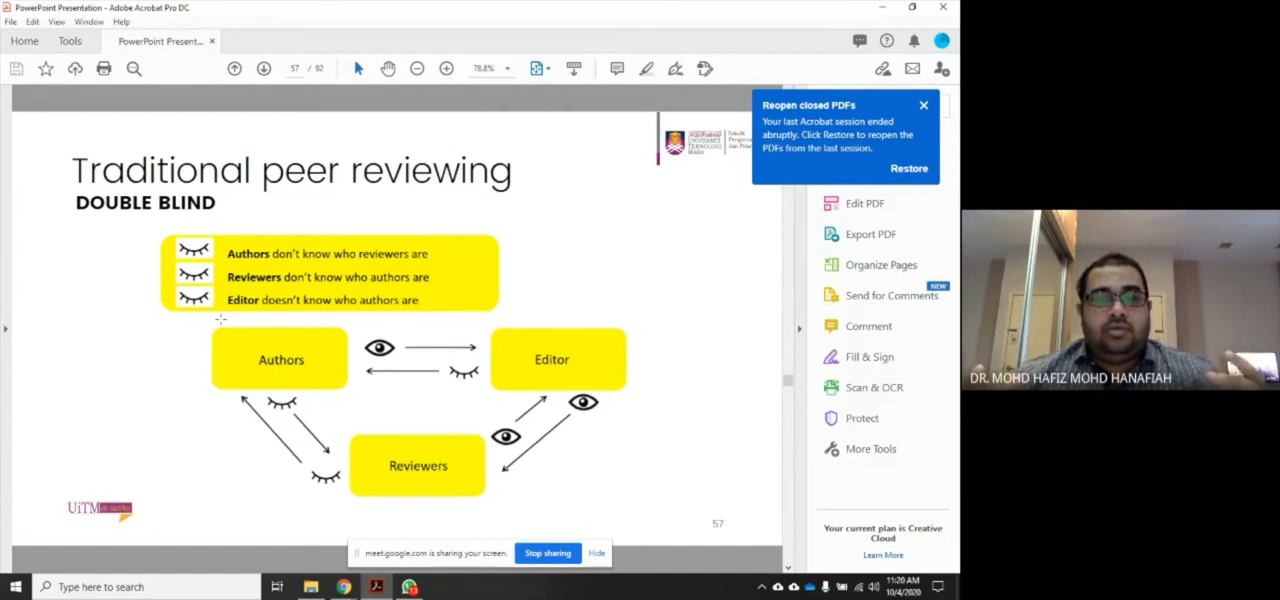 PowerPoint Presentation - Adobe Acrobat Pro DC
File Edit View Window Help
Home Tools PowerPoint Present... ×
57 / 92 78.8%
Reopen closed PDFs
Your last Acrobat session ended
abruptly. Click Restore to reopen the
PDFs from the last session.
Restore
UNIVERSITI
TEKNOLOGI
MARA
Traditional peer reviewing
DOUBLE BLIND
Authors don't know who reviewers are
Reviewers don't know who authors are
Editor doesn't know who authors are
Authors
Editor
Reviewers
UiTM
57
Edit PDF
Export PDF
Organize Pages
NEW
Send for Comments
Comment
Fill & Sign
Scan & OCR
Protect
More Tools
Your current plan is Creative
Cloud
Learn More
DR. MOHD HAFIZ MOHD HANAFIAH
meet.google.com is sharing your screen. Stop sharing Hide
Type here to search
13
11:20 AM
10/4/2020